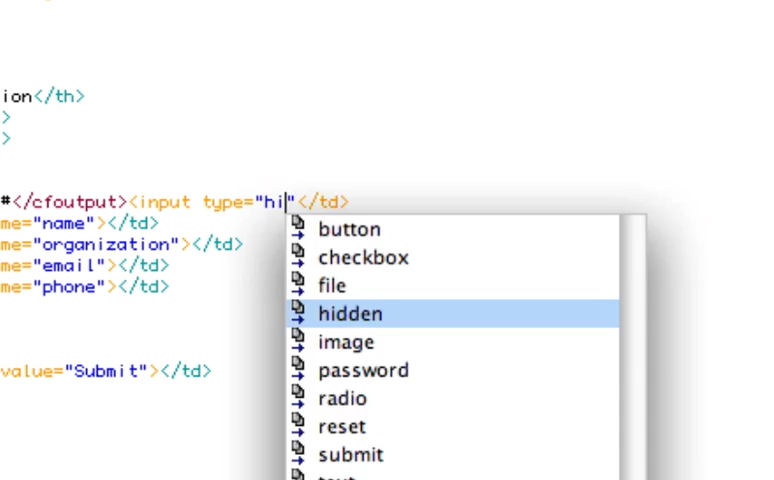 ion</th>
>
>
#</cfoutput><input type="hi"</td>
me="name"></td>
me="organization"></td>
me="email"></td>
me="phone"></td>
value="Submit"></td>
button
checkbox
file
hidden
image
password
radio
reset
submit
text